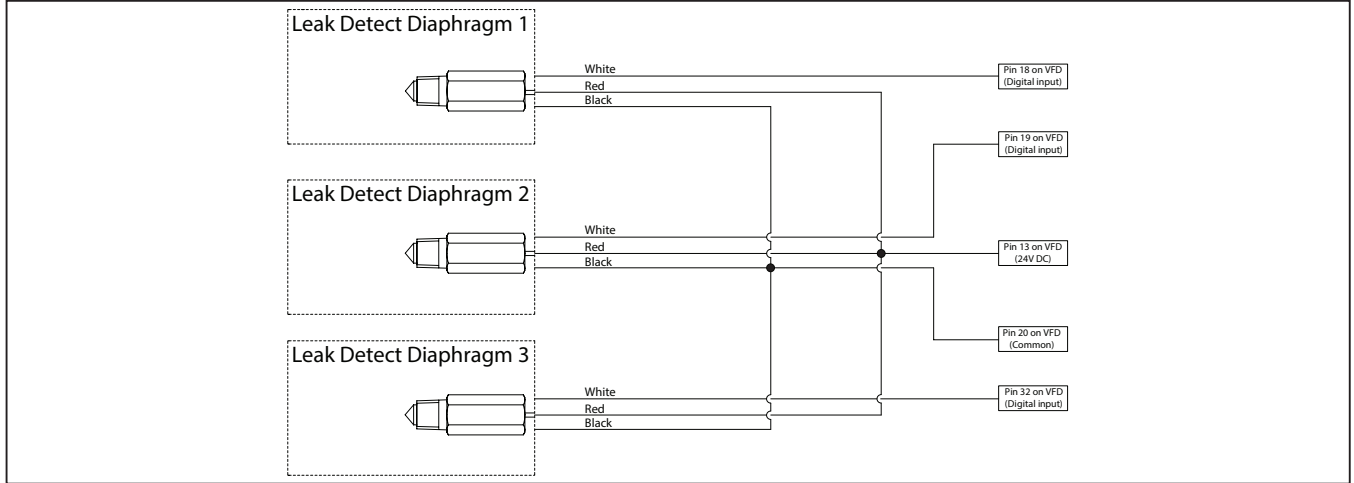 Leak Detect Diaphragm 1
White
Red
Black
Pin 18 on VFD
(Digital input)
Pin 19 on VFD
(Digital input)
Leak Detect Diaphragm 2
White
Red
Black
Pin 13 on VFD
(24V DC)
Pin 20 on VFD
(Common)
Leak Detect Diaphragm 3
White
Red
Black
Pin 32 on VFD
(Digital input)